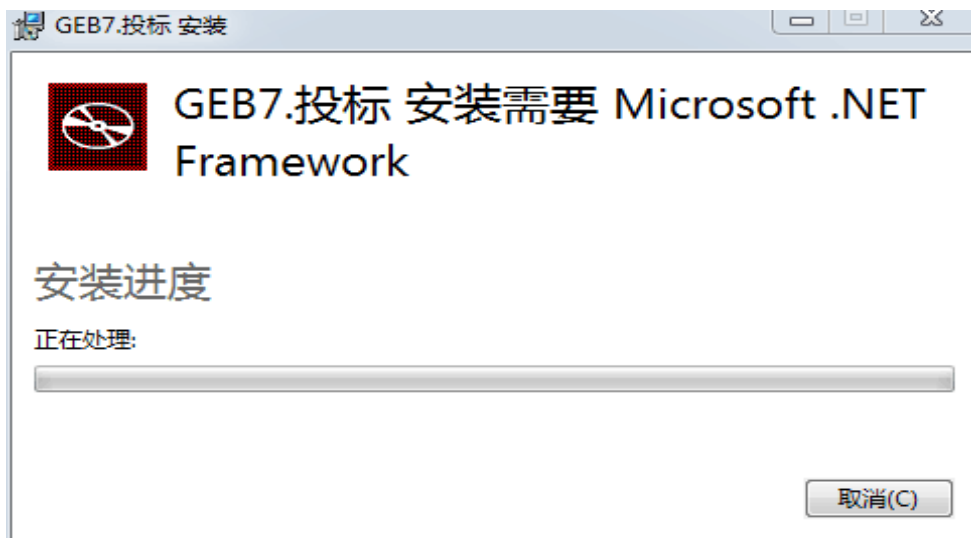 GEB7.投标 安装
GEB7.投标 安装需要 Microsoft .NET
Framework
安装进度
正在处理:
取消(C)